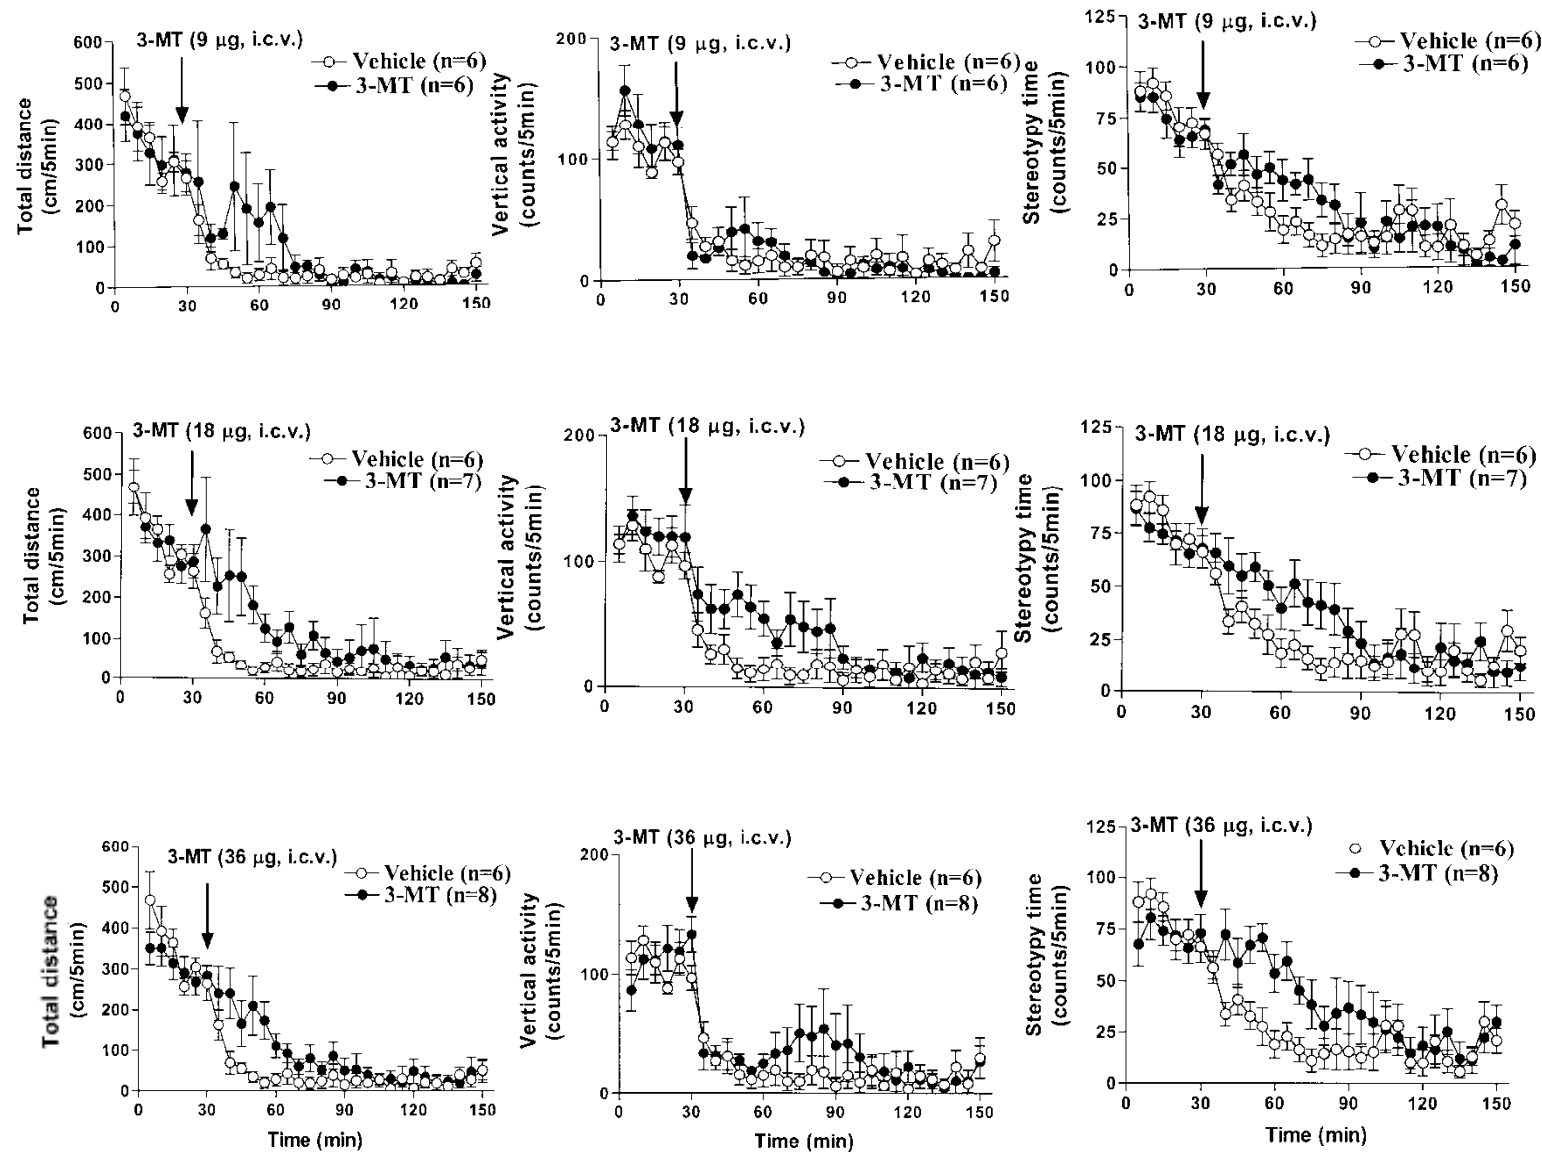 3-MT (9 µg, i.c.v.)
Vehicle (n=6)
3-MT (n=6)
Total distance
(cm/5min)
600
500
400
300
200
100
0
0 30 60 90 120 150
3-MT (9 µg, i.c.v.)
Vehicle (n=6)
3-MT (n=6)
Vertical activity
(counts/5min)
200
100
0
0 30 60 90 120 150
3-MT (9 µg, i.c.v.)
Vehicle (n=6)
3-MT (n=6)
Stereotypy time
(counts/5min)
125
100
75
50
25
0
0 30 60 90 120 150
3-MT (18 µg, i.c.v.)
Vehicle (n=6)
3-MT (n=7)
Total distance
(cm/5min)
600
500
400
300
200
100
0
0 30 60 90 120 150
3-MT (18 µg, i.c.v.)
Vehicle (n=6)
3-MT (n=7)
Vertical activity
(counts/5min)
200
100
0
0 30 60 90 120 150
3-MT (18 µg, i.c.v.)
Vehicle (n=6)
3-MT (n=7)
Stereotypy time
(counts/5min)
125
100
75
50
25
0
0 30 60 90 120 150
3-MT (36 µg, i.c.v.)
Vehicle (n=6)
3-MT (n=8)
Total distance
(cm/5min)
600
500
400
300
200
100
0
0 30 60 90 120 150
Time (min)
3-MT (36 µg, i.c.v.)
Vehicle (n=6)
3-MT (n=8)
Vertical activity
(counts/5min)
200
100
0
0 30 60 90 120 150
Time (min)
3-MT (36 µg, i.c.v.)
Vehicle (n=6)
3-MT (n=8)
Stereotypy time
(counts/5min)
125
100
75
50
25
0
0 30 60 90 120 150
Time (min)